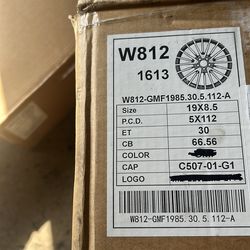 W812
1613
W812-GMF1985.30.5.112-A
Size 19X8.5
P.C.D. 5X112
ET 30
CB 66.56
COLOR
CAP C507-01-G1
LOGO
W812-GMF1985.30.5.112-A